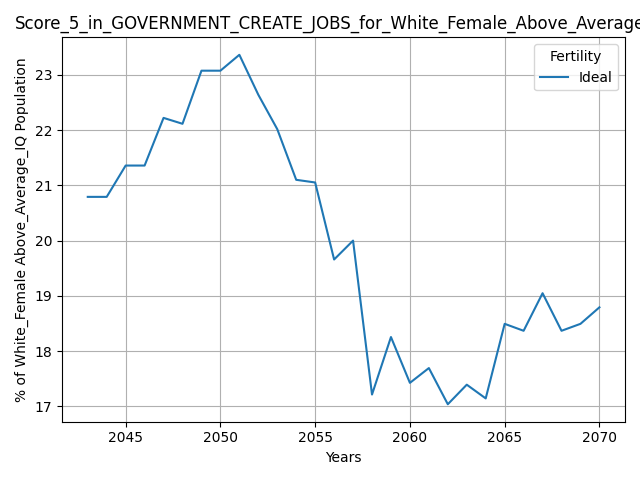 Score_5_in_GOVERNMENT_CREATE_JOBS_for_White_Female_Above_Average
Fertility
Ideal
% of White_Female Above_Average_IQ Population
23
22
21
20
19
18
17
2045 2050 2055 2060 2065 2070
Years